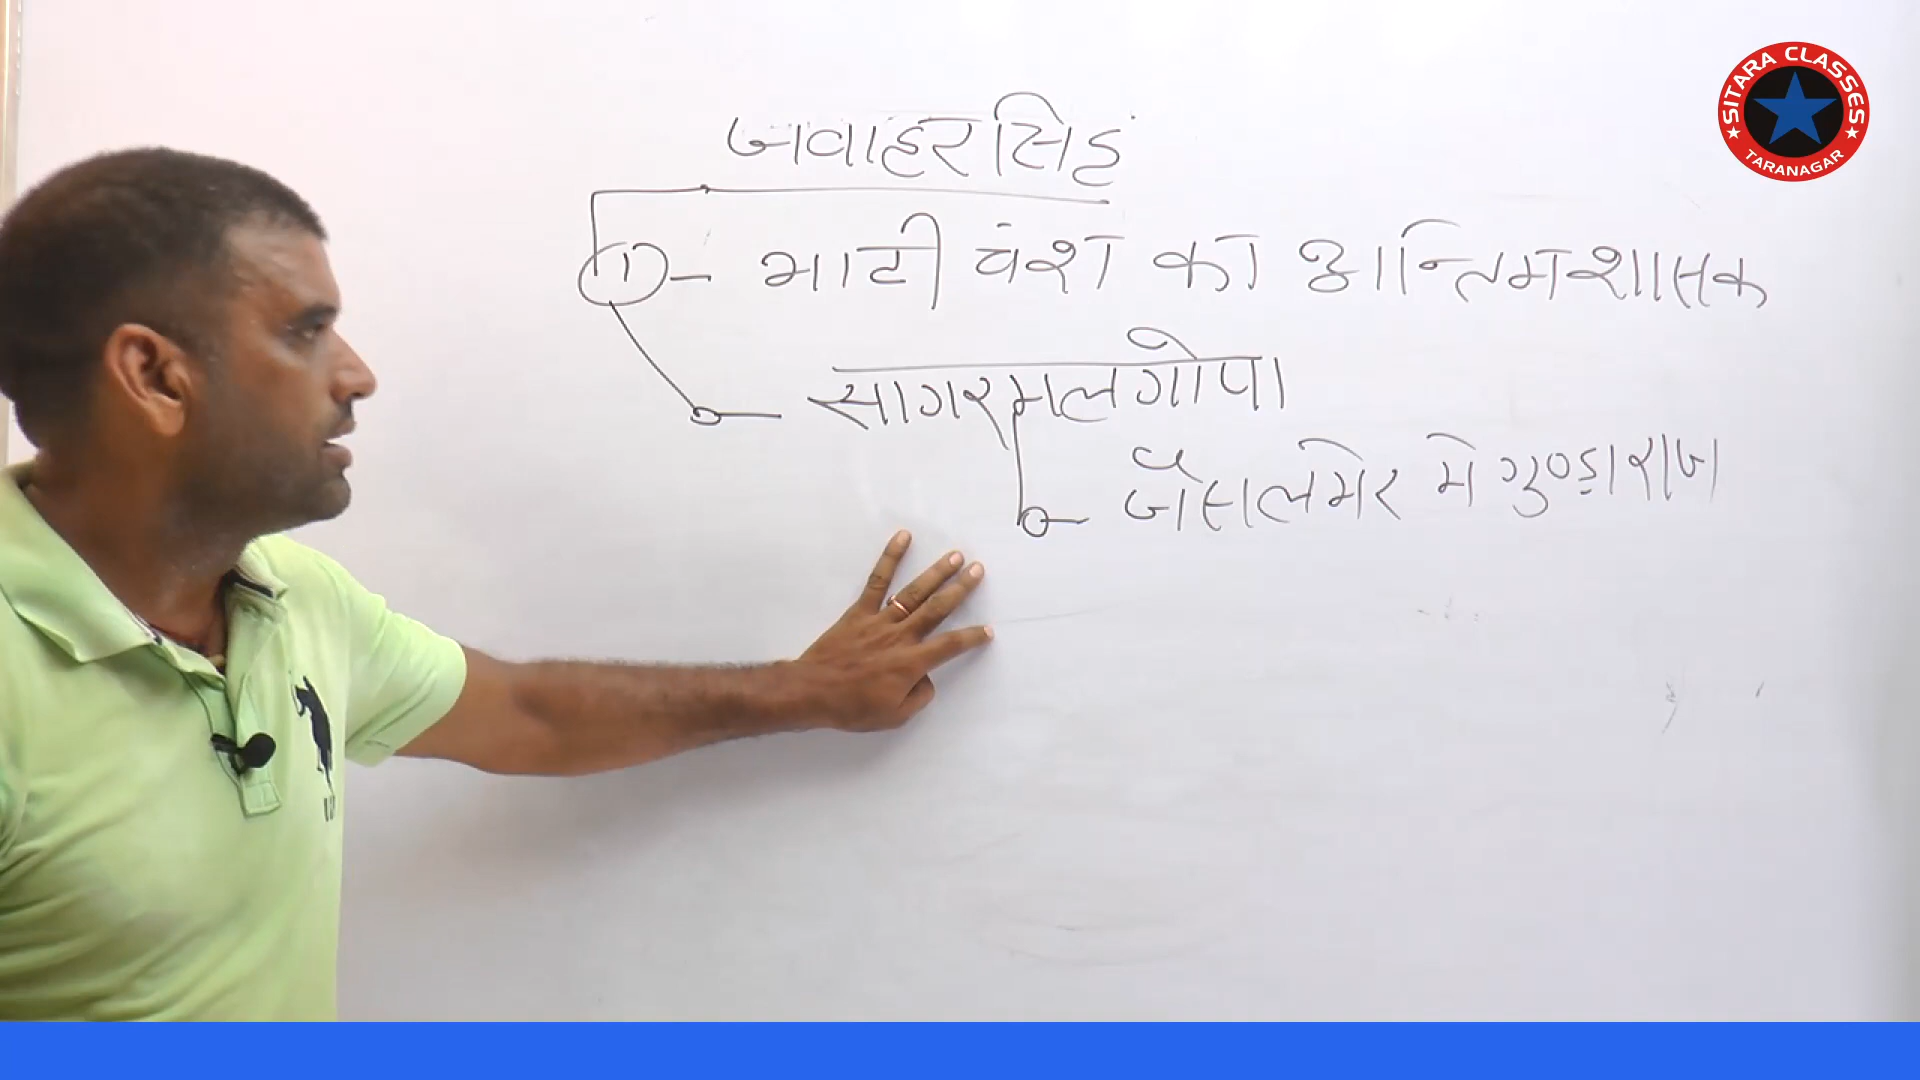 जवाहर सिंह
1 - भाटी वंश का अन्तिम शासक
सागरमल गोपा
जैसलमेर में गुण्डाराज
SITARA CLASSES
TARANAGAR